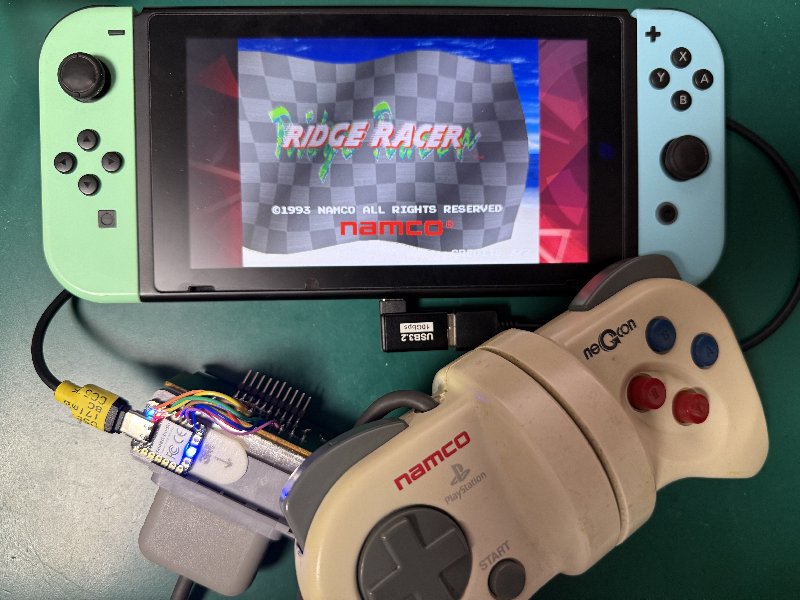 X
Y
A
B
RIDGE RACER
©1993 NAMCO ALL RIGHTS RESERVED
namco®
USB3.2
10Gbps
neGcon
B
A
namco
PlayStation
START